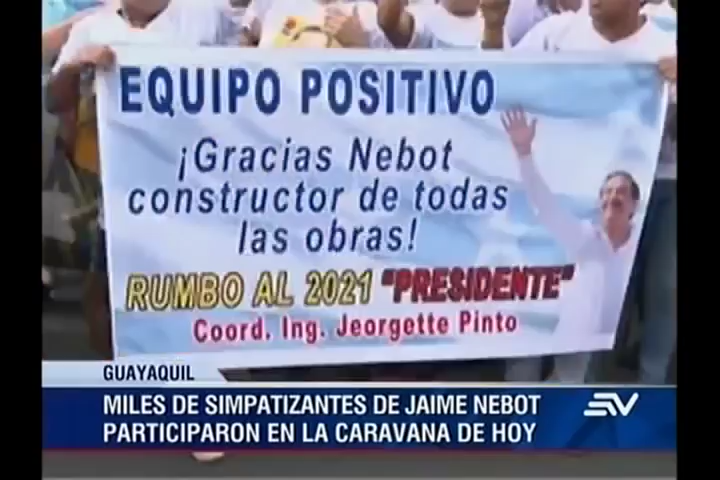 EQUIPO POSITIVO
¡Gracias Nebot
constructor de todas
las obras!
RUMBO AL 2021 "PRESIDENTE"
Coord. Ing. Jeorgette Pinto
GUAYAQUIL
MILES DE SIMPATIZANTES DE JAIME NEBOT
PARTICIPARON EN LA CARAVANA DE HOY
EV